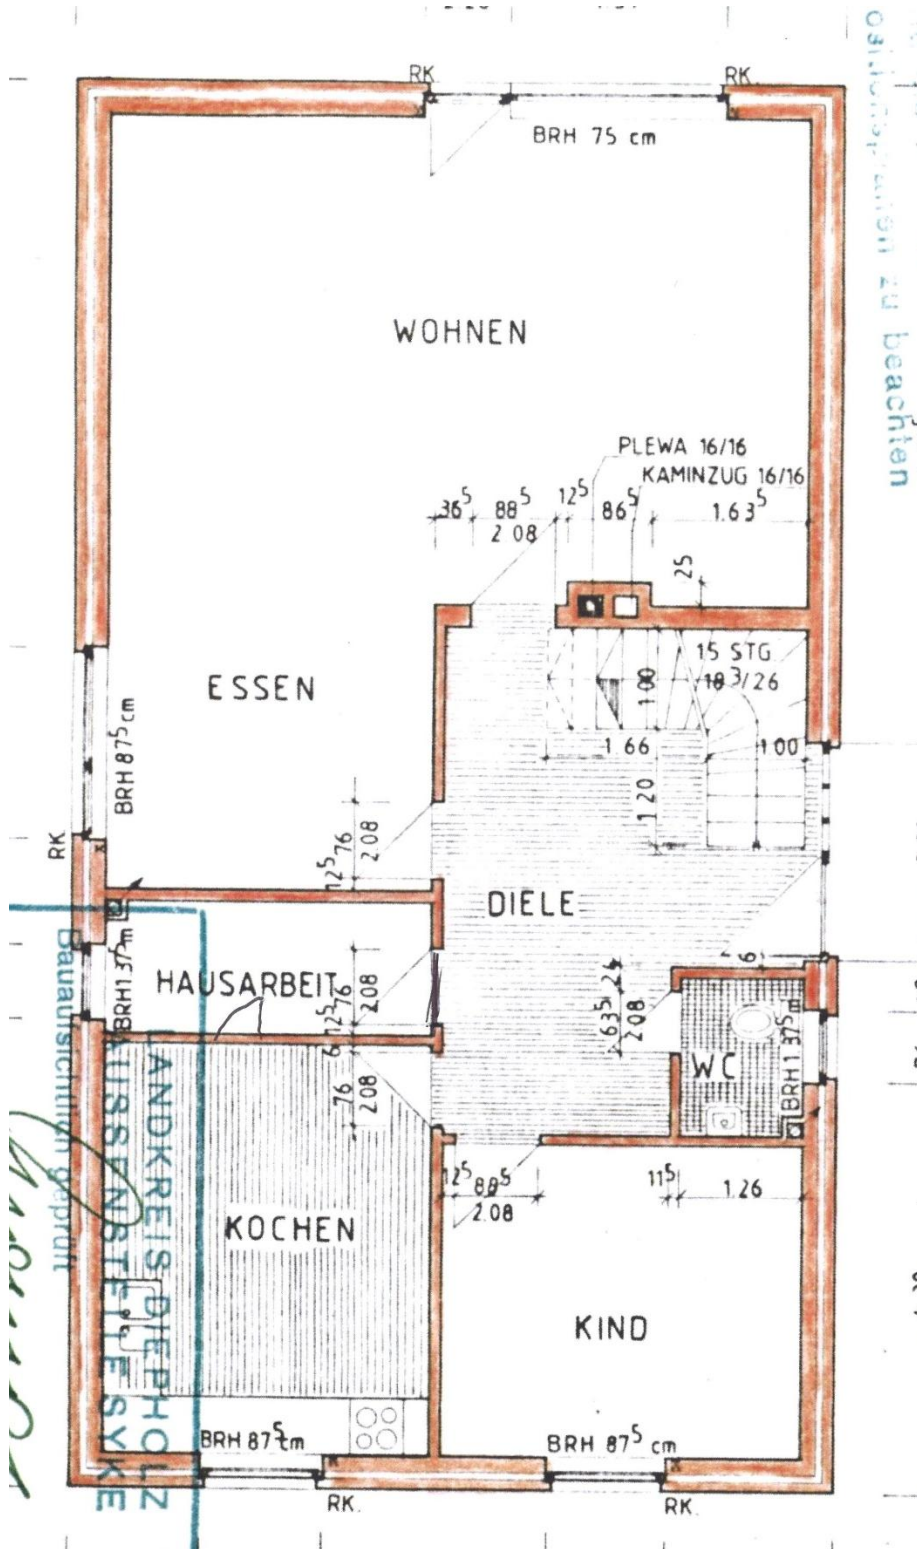 RK.
RK.
BRH 75 cm
zu beachten
WOHNEN
PLEWA 16/16
KAMINZUG 16/16
36⁵
88⁵
2.08
12⁵
86⁵
1.63⁵
25
15 STG
18³/26
100
1.66
1.00
1.20
ESSEN
BRH 87⁵ cm
RK
12⁵
76
2.08
DIELE
HAUSARBEIT
BRH 1 37⁵ m
12⁵
76
2.08
6
76
2.08
24
63⁵
2.08
6
WC
BRH 1 37⁵ m
12⁵
88⁵
2.08
11⁵
1.26
KOCHEN
KIND
BRH 87⁵ cm
BRH 87⁵ cm
RK.
RK.
LANDKREIS DIEPHOLZ
AUSSENSTELLE SYKE
Bauaufsichtlich geprüft